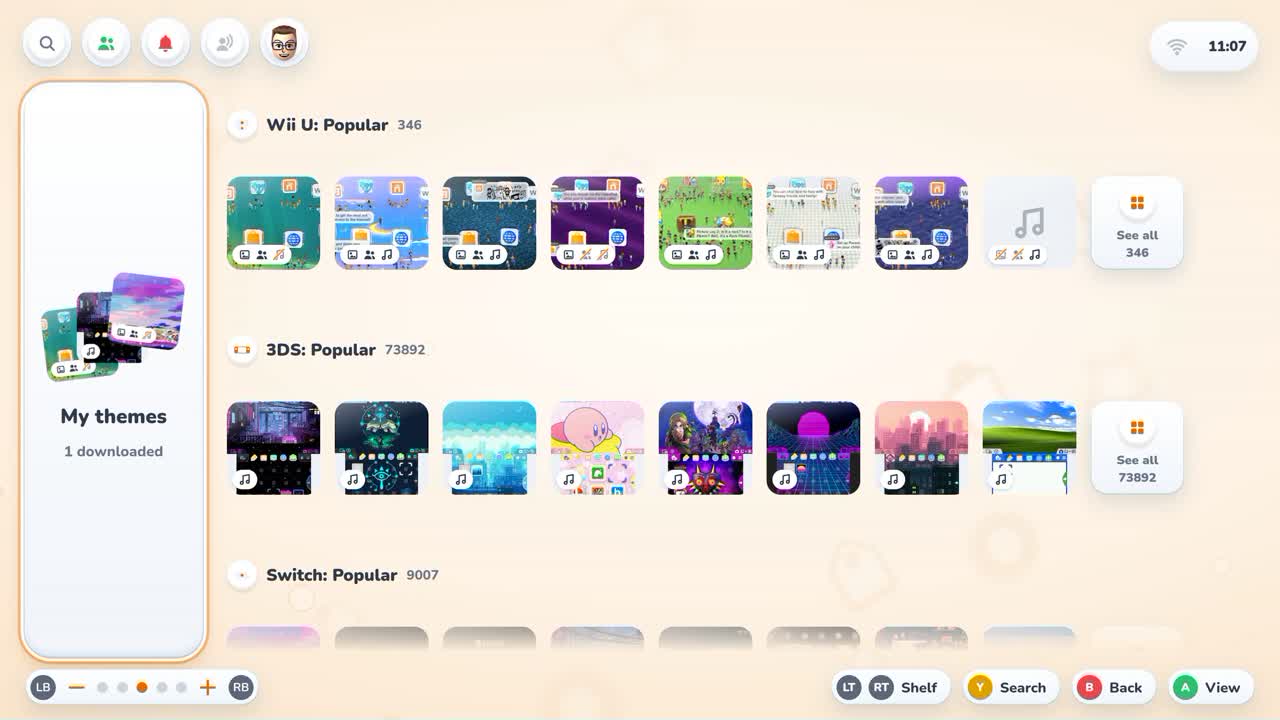 11:07
Wii U: Popular 346
See all
346
My themes
1 downloaded
3DS: Popular 73892
See all
73892
Switch: Popular 9007
LB
RB
LT RT Shelf
Y Search
B Back
A View